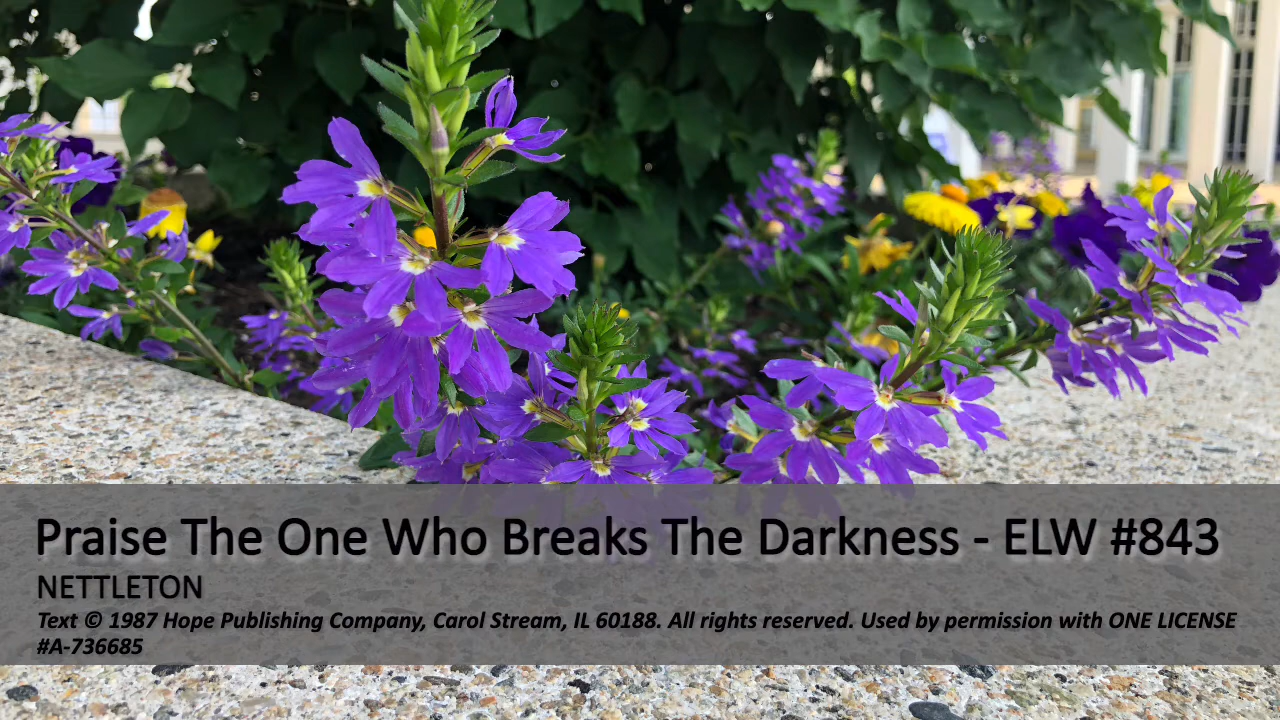 Praise The One Who Breaks The Darkness - ELW #843
NETTLETON
Text © 1987 Hope Publishing Company, Carol Stream, IL 60188. All rights reserved. Used by permission with ONE LICENSE
#A-736685